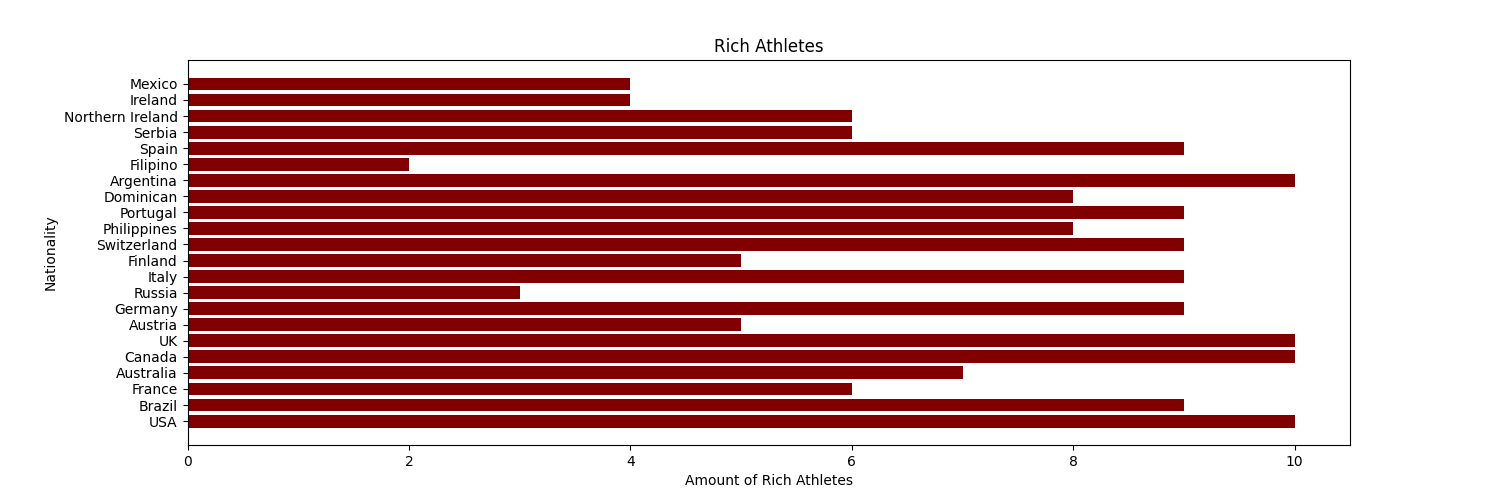 Rich Athletes
Nationality
Mexico
Ireland
Northern Ireland
Serbia
Spain
Filipino
Argentina
Dominican
Portugal
Philippines
Switzerland
Finland
Italy
Russia
Germany
Austria
UK
Canada
Australia
France
Brazil
USA
0 2 4 6 8 10
Amount of Rich Athletes